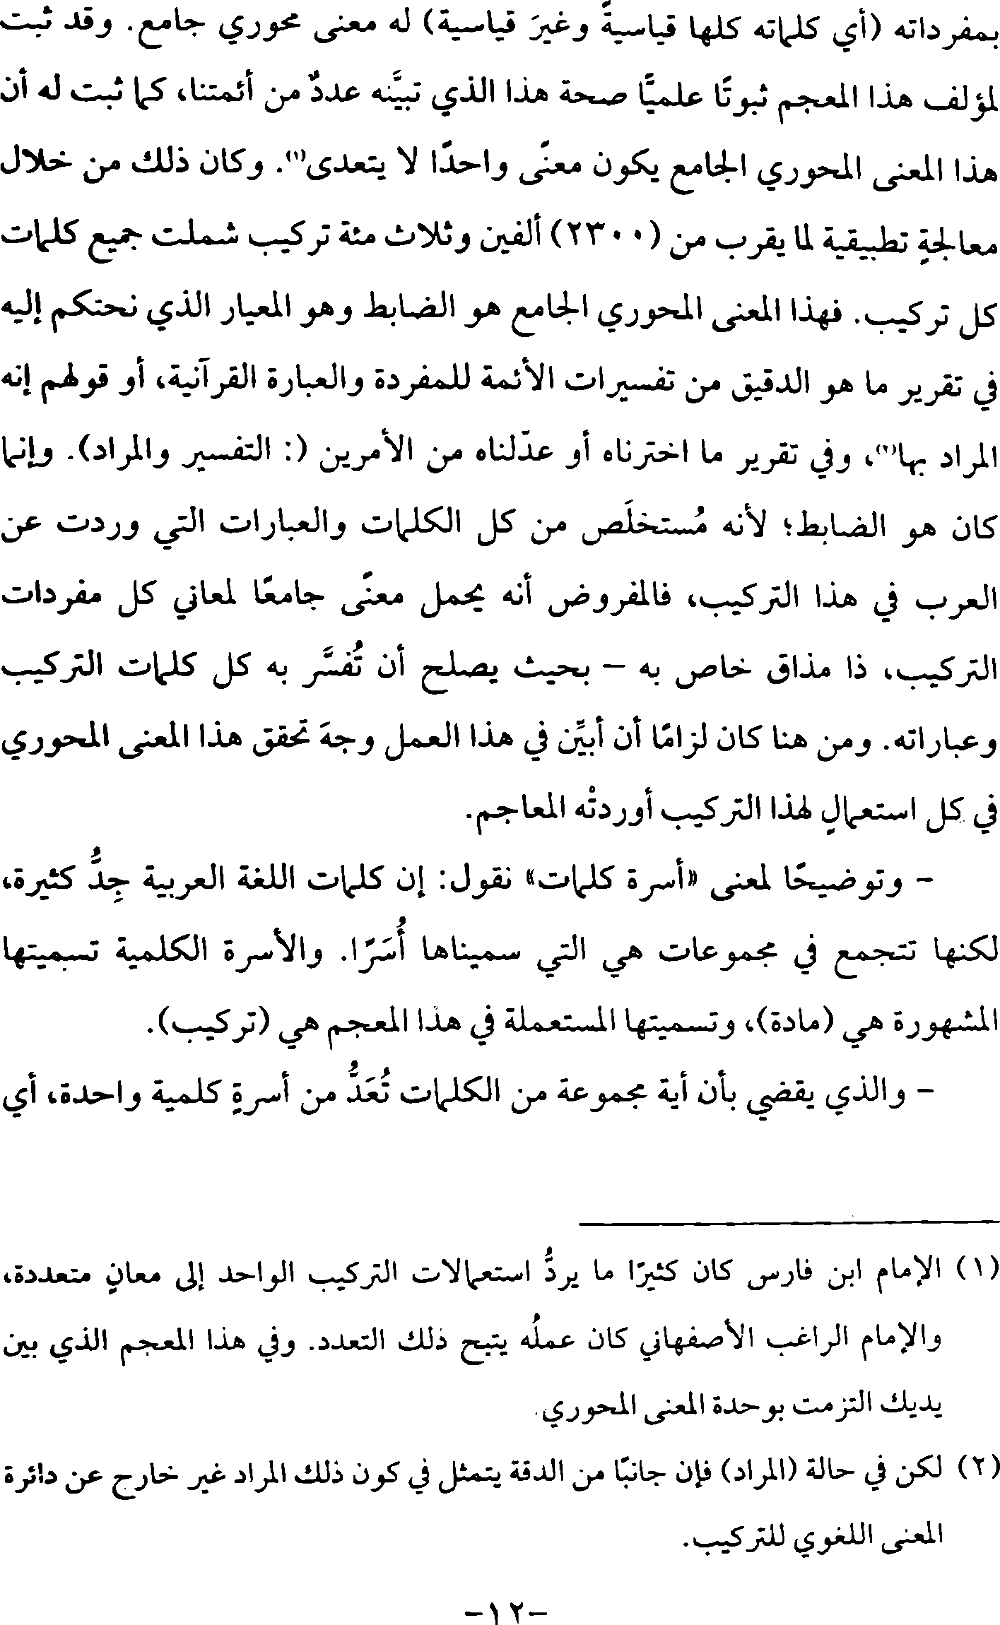 بمفرداته (أي كلماته كلها قياسيةً وغيرَ قياسية) له معنى محوري جامع. وقد ثبت
لمؤلف هذا المعجم ثبوتًا علميًّا صحة هذا الذي تبيَّنه عددٌ من أئمتنا، كما ثبت له أن
هذا المعنى المحوري الجامع يكون معنًى واحدًا لا يتعدى(١). وكان ذلك من خلال
معالجةٍ تطبيقية لما يقرب من (٢٣٠٠) ألفين وثلاث مئة تركيب شملت جميع كلمات
كل تركيب. فهذا المعنى المحوري الجامع هو الضابط وهو المعيار الذي نحتكم إليه
في تقرير ما هو الدقيق من تفسيرات الأئمة للمفردة والعبارة القرآنية، أو قولهم إنه
المراد بها(٢)، وفي تقرير ما اخترناه أو عدّلناه من الأمرين (: التفسير والمراد). وإنما
كان هو الضابط؛ لأنه مُستخلَص من كل الكلمات والعبارات التي وردت عن
العرب في هذا التركيب، فالمفروض أنه يحمل معنًى جامعًا لمعاني كل مفردات
التركيب، ذا مذاق خاص به – بحيث يصلح أن تُفسَّر به كل كلمات التركيب
وعباراته. ومن هنا كان لزامًا أن أبيِّن في هذا العمل وجهَ تحقق هذا المعنى المحوري
في كل استعمالٍ لهذا التركيب أوردتْه المعاجم.
- وتوضيحًا لمعنى «أسرة كلمات» نقول: إن كلمات اللغة العربية جِدُّ كثيرة،
لكنها تتجمع في مجموعات هي التي سميناها أُسَرًا. والأسرة الكلمية تسميتها
المشهورة هي (مادة)، وتسميتها المستعملة في هذا المعجم هي (تركيب).
- والذي يقضي بأن أية مجموعة من الكلمات تُعَدُّ من أسرةٍ كلمية واحدة، أي
(١) الإمام ابن فارس كان كثيرًا ما يردُّ استعمالات التركيب الواحد إلى معانٍ متعددة،
والإمام الراغب الأصفهاني كان عملُه يتيح ذلك التعدد. وفي هذا المعجم الذي بين
يديك التزمت بوحدة المعنى المحوري.
(٢) لكن في حالة (المراد) فإن جانبًا من الدقة يتمثل في كون ذلك المراد غير خارج عن دائرة
المعنى اللغوي للتركيب.
-١٢-